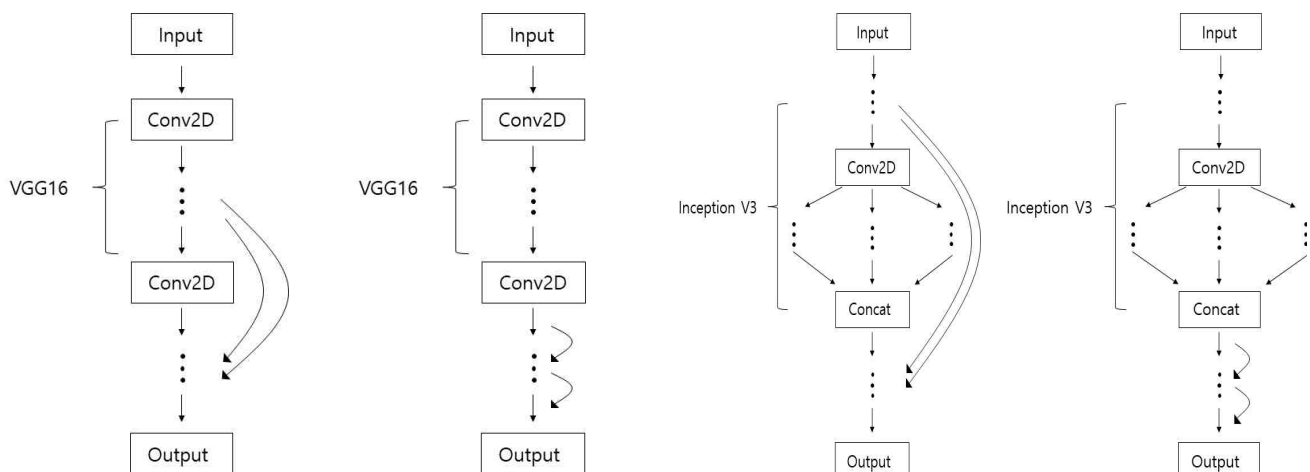 Input
Conv2D
VGG16
Conv2D
Output
Input
Conv2D
VGG16
Conv2D
Output
Input
Conv2D
Inception V3
Concat
Output
Input
Conv2D
Inception V3
Concat
Output